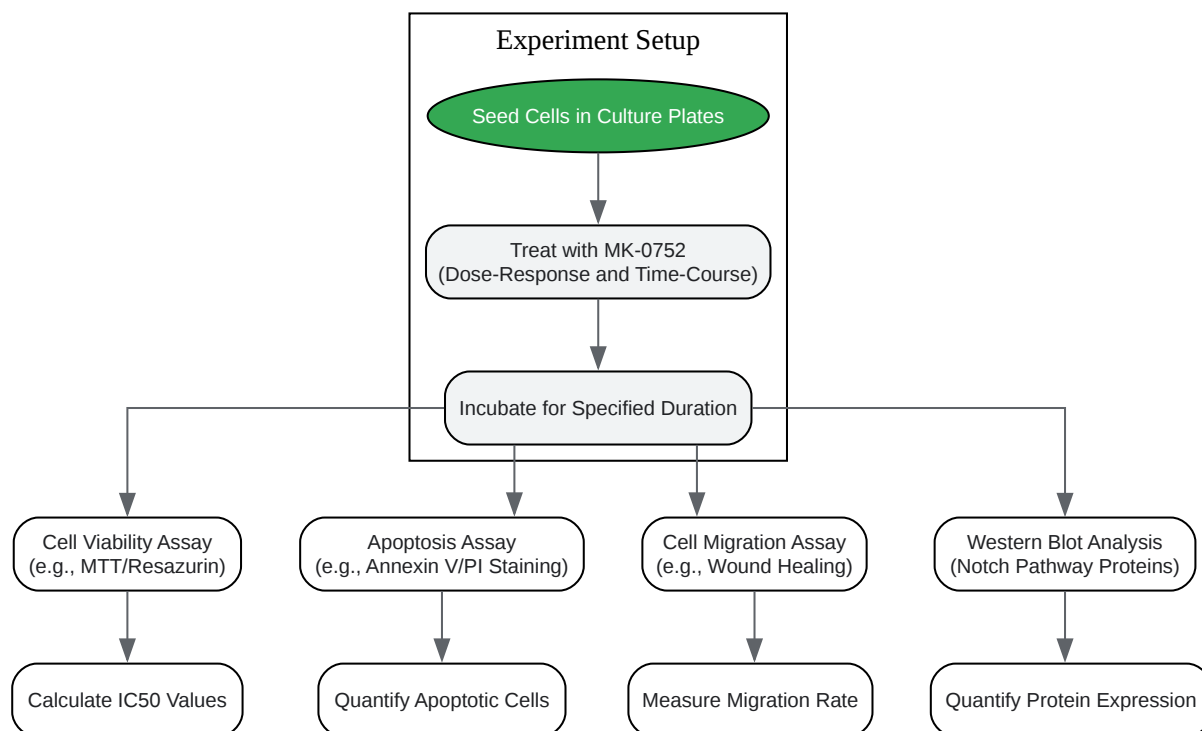 Experiment Setup
Seed Cells in Culture Plates
Treat with MK-0752
(Dose-Response and Time-Course)
Incubate for Specified Duration
Cell Viability Assay
(e.g., MTT/Resazurin)
Apoptosis Assay
(e.g., Annexin V/PI Staining)
Cell Migration Assay
(e.g., Wound Healing)
Western Blot Analysis
(Notch Pathway Proteins)
Calculate IC50 Values
Quantify Apoptotic Cells
Measure Migration Rate
Quantify Protein Expression